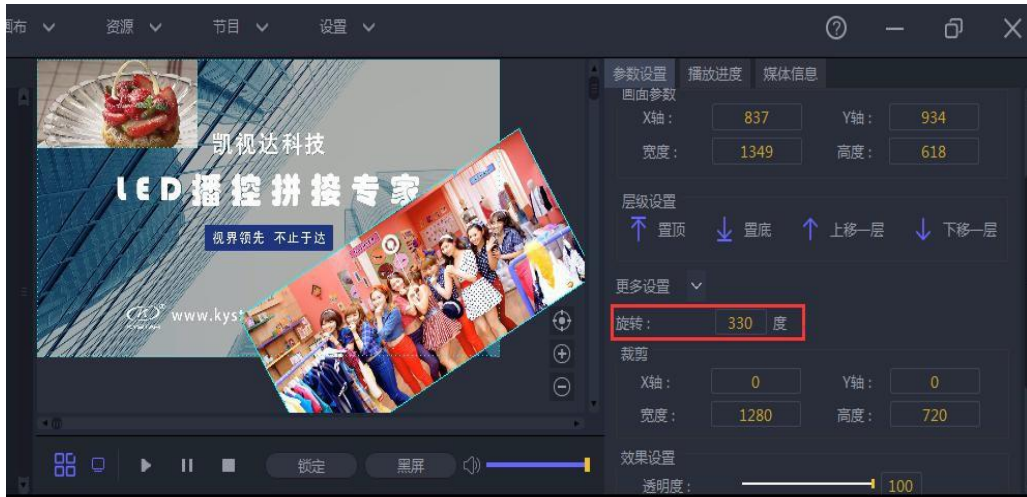 画布 资源 节目 设置
参数设置 播放进度 媒体信息
画面参数
X轴： 837 Y轴： 934
宽度： 1349 高度： 618
层级设置
置顶 置底 上移一层 下移一层
更多设置
旋转： 330 度
裁剪
X轴： 0 Y轴： 0
宽度： 1280 高度： 720
效果设置
透明度： 100
凯视达科技
LED播控拼接专家
视界领先 不止于达
KYSTAR
www.kyst
锁定 黑屏